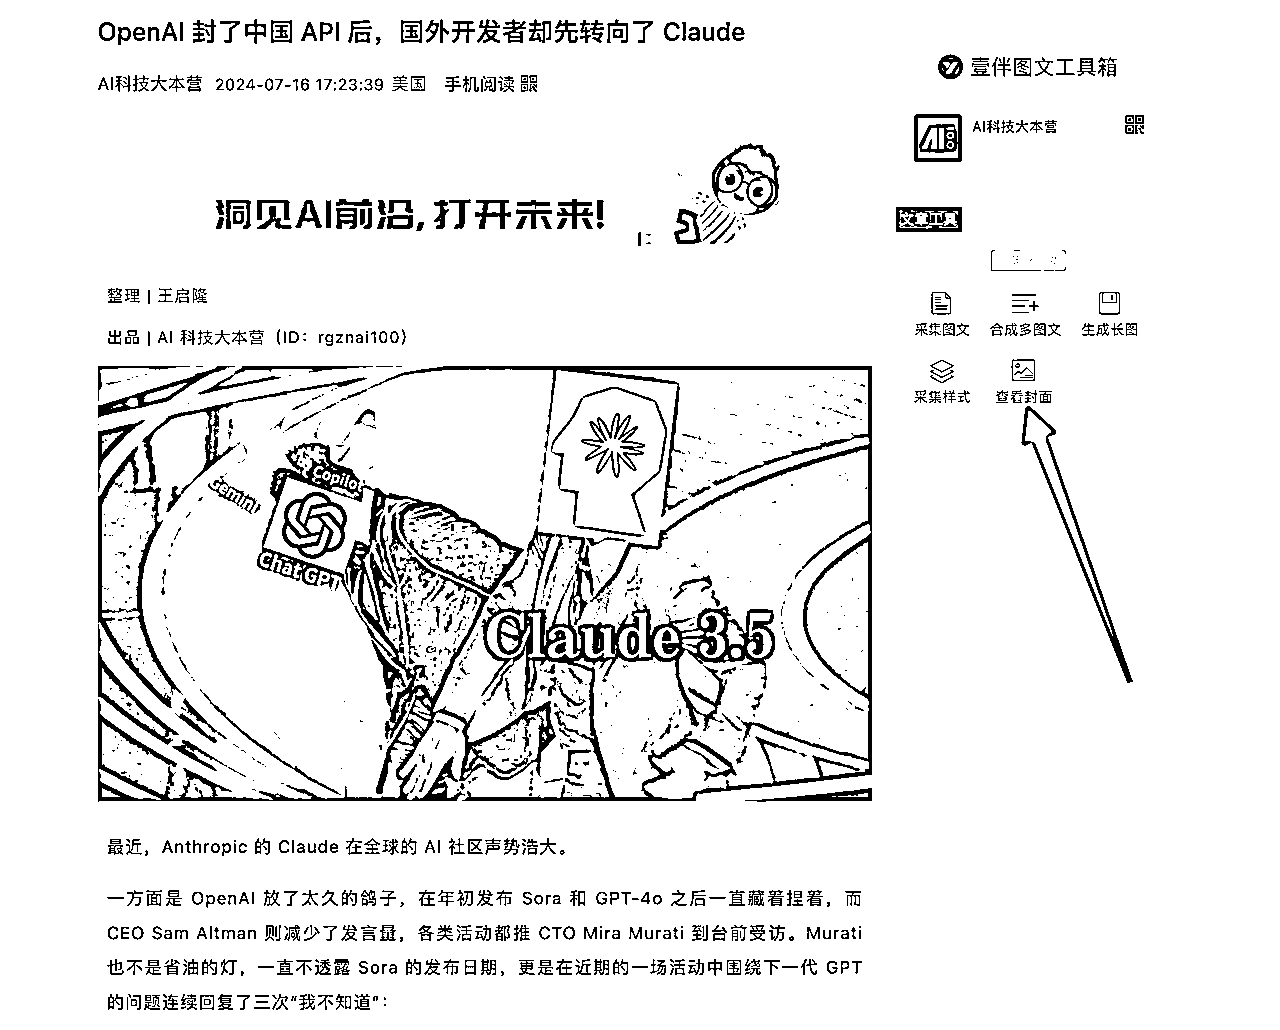 OpenAI 封了中国 API 后，国外开发者却先转向了 Claude
AI科技大本营 2024-07-16 17:23:39 美国 手机阅读
洞见AI前沿，打开未来！
整理 | 王启隆
出品 | AI 科技大本营（ID：rgznai100）
Gemini
Copilot
ChatGPT
Claude 3.5
最近，Anthropic 的 Claude 在全球的 AI 社区声势浩大。
一方面是 OpenAI 放了太久的鸽子，在年初发布 Sora 和 GPT-4o 之后一直藏着捏着，而
CEO Sam Altman 则减少了发言量，各类活动都推 CTO Mira Murati 到台前受访。Murati
也不是省油的灯，一直不透露 Sora 的发布日期，更是在近期的一场活动中围绕下一代 GPT
的问题连续回复了三次“我不知道”：
壹伴图文工具箱
AI科技大本营
文章工具
采集图文 合成多图文 生成长图
采集样式 查看封面